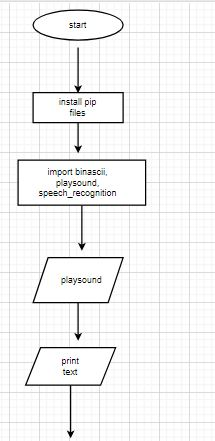 start
install pip
files
import binascii,
playsound,
speech_recognition
playsound
print
text